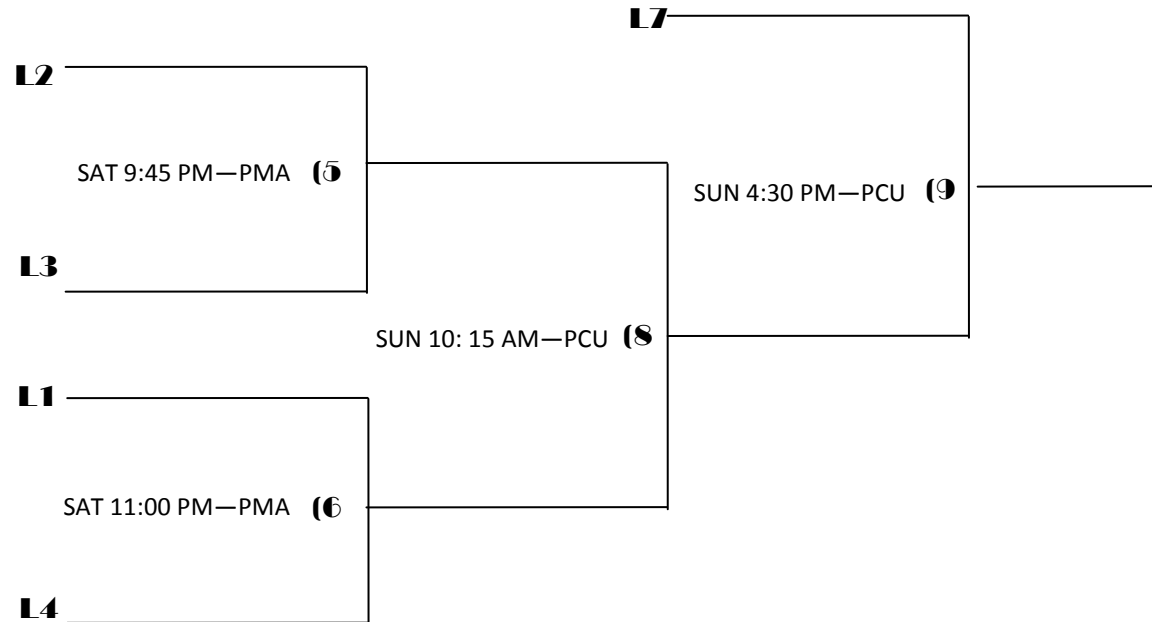 L7
L2
SAT 9:45 PM—PMA (5
SUN 4:30 PM—PCU (9
L3
SUN 10: 15 AM—PCU (8
L1
SAT 11:00 PM—PMA (6
L4